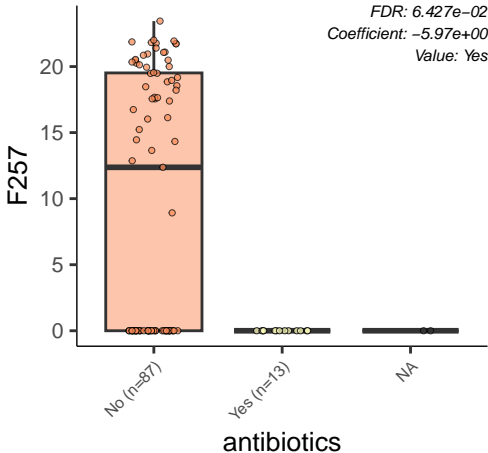 FDR: 6.427e−02
Coefficient: −5.97e+00
Value: Yes
F257
20
15
10
5
0
No (n=87)
Yes (n=13)
NA
antibiotics